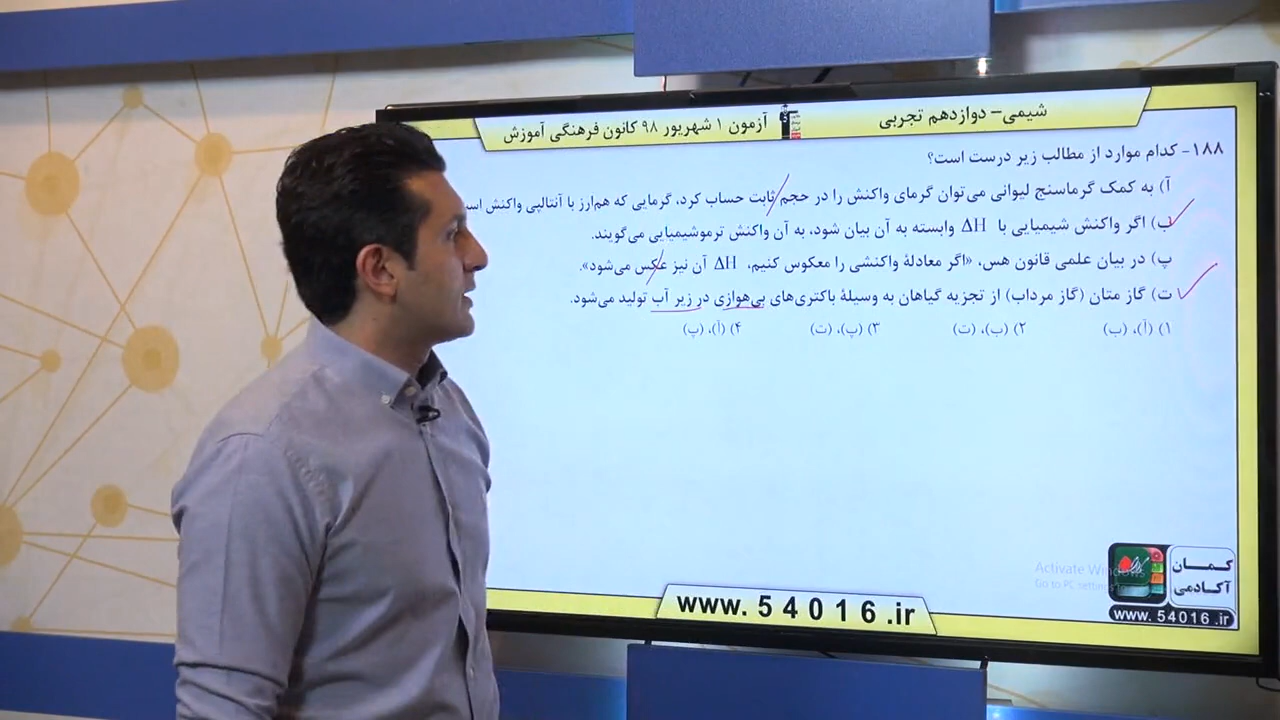 شیمی- دوازدهم تجربی
آزمون ۱ شهریور ۹۸ کانون فرهنگی آموزش
۱۸۸- کدام موارد از مطالب زیر درست است؟
آ) به کمک گرماسنج لیوانی می‌توان گرمای واکنش را در حجم ثابت حساب کرد، گرمایی که هم‌ارز با آنتالپی واکنش است
ب) اگر واکنش شیمیایی با ΔH وابسته به آن بیان شود، به آن واکنش ترموشیمیایی می‌گویند.
پ) در بیان علمی قانون هس، «اگر معادلهٔ واکنشی را معکوس کنیم، ΔH آن نیز عکس می‌شود».
ت) گاز متان (گاز مرداب) از تجزیه گیاهان به وسیلهٔ باکتری‌های بی‌هوازی در زیر آب تولید می‌شود.
۱) (آ)، (ب) ۲) (ب)، (ت) ۳) (پ)، (ت) ۴) (آ)، (پ)
Activate Windows
Go to PC settings
کمان
آکادمی
www. 54016 .ir
www. 54016 .ir